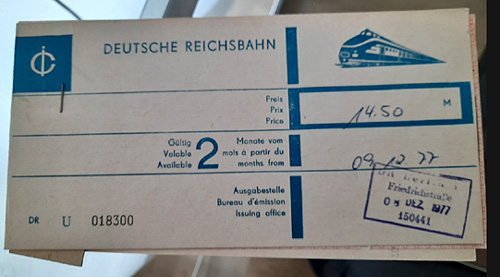 DEUTSCHE REICHSBAHN
Preis
Prix
Price
14.50 M
Gültig
Valable
Available
2
Monate vom
mois à partir du
months from
09.12.77
Ausgabestelle
Bureau d'émission
Issuing office
Friedrichstraße
DEZ. 1977
150441
DR U 018300